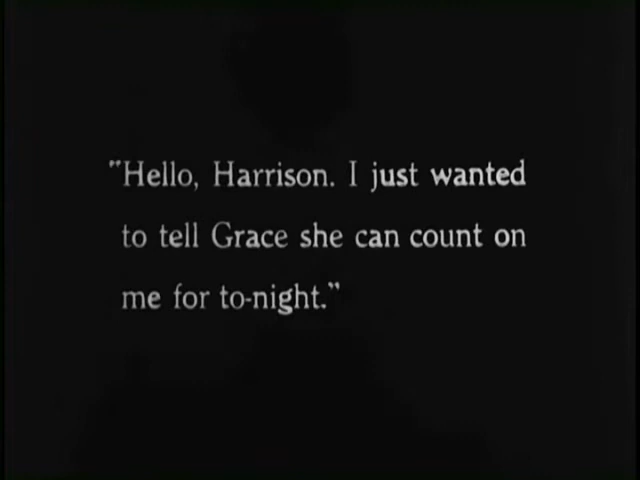 "Hello, Harrison. I just wanted
to tell Grace she can count on
me for to-night."